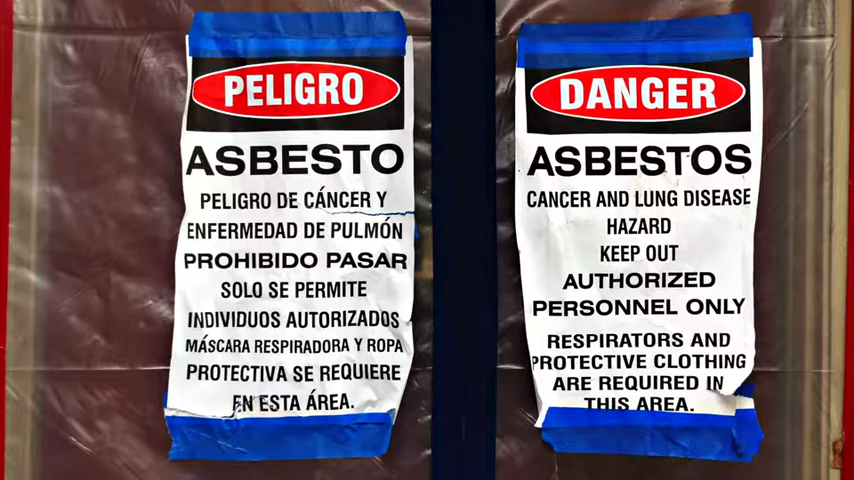 PELIGRO
ASBESTO
PELIGRO DE CÁNCER Y
ENFERMEDAD DE PULMÓN
PROHIBIDO PASAR
SOLO SE PERMITE
INDIVIDUOS AUTORIZADOS
MÁSCARA RESPIRADORA Y ROPA
PROTECTIVA SE REQUIERE
EN ESTA ÁREA.
DANGER
ASBESTOS
CANCER AND LUNG DISEASE
HAZARD
KEEP OUT
AUTHORIZED
PERSONNEL ONLY
RESPIRATORS AND
PROTECTIVE CLOTHING
ARE REQUIRED IN
THIS AREA.